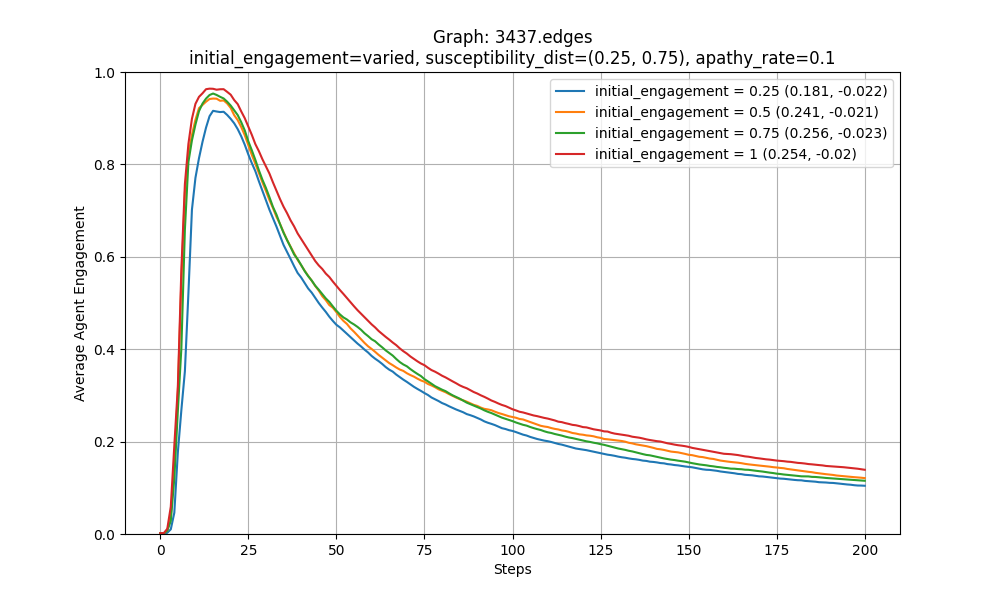 Graph: 3437.edges
initial_engagement=varied, susceptibility_dist=(0.25, 0.75), apathy_rate=0.1
1.0
0.8
0.6
0.4
0.2
0.0
Average Agent Engagement
initial_engagement = 0.25 (0.181, -0.022)
initial_engagement = 0.5 (0.241, -0.021)
initial_engagement = 0.75 (0.256, -0.023)
initial_engagement = 1 (0.254, -0.02)
0 25 50 75 100 125 150 175 200
Steps